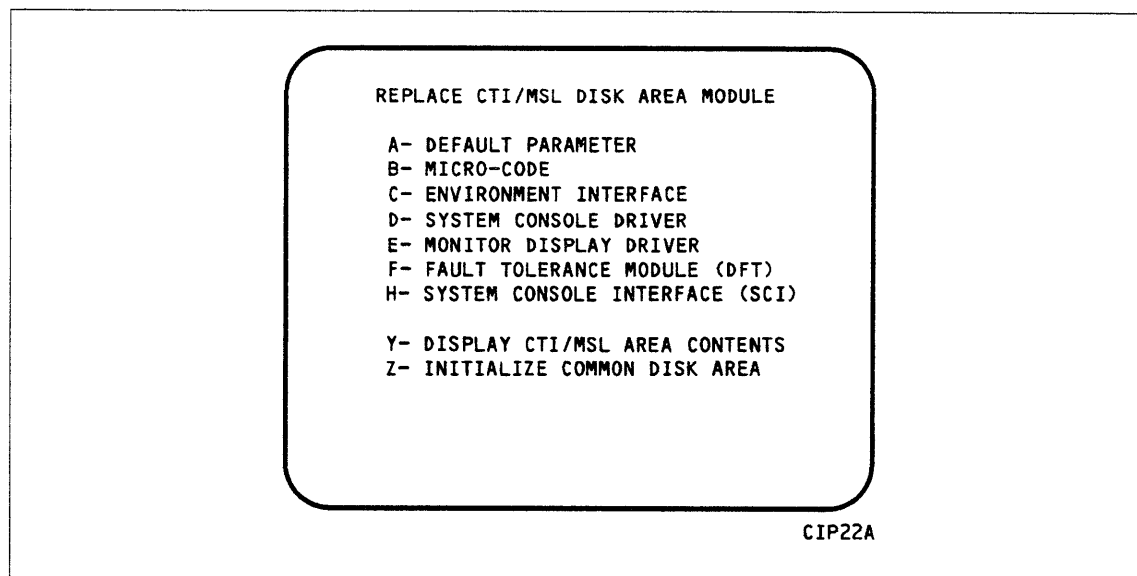 REPLACE CTI/MSL DISK AREA MODULE
A- DEFAULT PARAMETER
B- MICRO-CODE
C- ENVIRONMENT INTERFACE
D- SYSTEM CONSOLE DRIVER
E- MONITOR DISPLAY DRIVER
F- FAULT TOLERANCE MODULE (DFT)
H- SYSTEM CONSOLE INTERFACE (SCI)
Y- DISPLAY CTI/MSL AREA CONTENTS
Z- INITIALIZE COMMON DISK AREA
CIP22A